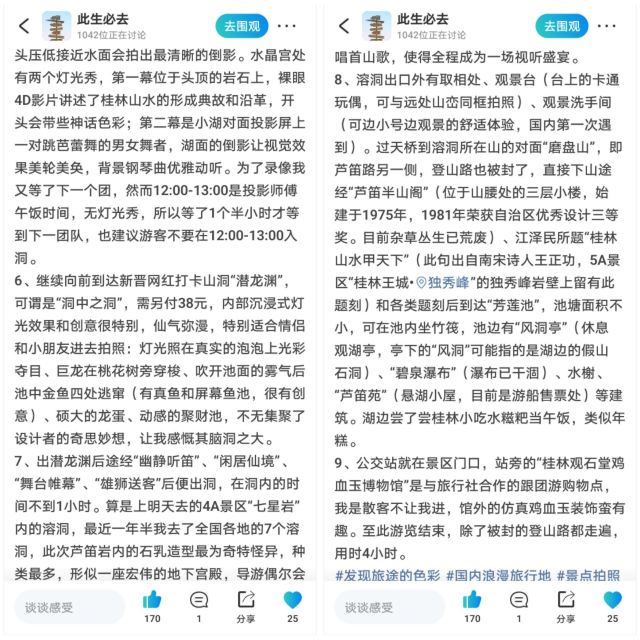 此生必去
1042位正在讨论
去围观
头压低接近水面会拍出最清晰的倒影。水晶宫处
有两个灯光秀，第一幕位于头顶的岩石上，裸眼
4D影片讲述了桂林山水的形成典故和沿革，开
头会带些神话色彩；第二幕是小湖对面投影屏上
一对跳芭蕾舞的男女舞者，湖面的倒影让视觉效
果美轮美奂，背景钢琴曲优雅动听。为了录像我
又等了下一个团，然而12:00-13:00是投影师傅
午饭时间，无灯光秀，所以等了1个半小时才等
到下一团队，也建议游客不要在12:00-13:00入
洞。
6、继续向前到达新晋网红打卡山洞“潜龙渊”，
可谓是“洞中之洞”，需另付38元，内部沉浸式灯
光效果和创意很特别，仙气弥漫，特别适合情侣
和小朋友进去拍照：灯光照在真实的泡泡上光彩
夺目、巨龙在桃花树旁穿梭、吹开池面的雾气后
池中金鱼四处逃窜（有真鱼和屏幕鱼池，很有创
意）、硕大的龙蛋、动感的聚财池，不无集聚了
设计者的奇思妙想，让我感慨其脑洞之大。
7、出潜龙渊后途经“幽静听笛”、“闲居仙境”、
“舞台帷幕”、“雄狮送客”后便出洞，在洞内的时
间不到1小时。算是上明天去的4A景区“七星岩”
内的溶洞，最近一年半我去了全国各地的7个溶
洞，此次芦笛岩内的石乳造型最为奇特怪异，种
类最多，形似一座宏伟的地下宫殿，导游偶尔会
谈谈感受
170
1
分享
25
此生必去
1042位正在讨论
去围观
唱首山歌，使得全程成为一场视听盛宴。
8、溶洞出口外有取相处、观景台（台上的卡通
玩偶，可与远处山峦同框拍照）、观景洗手间
（可边小号边观景的舒适体验，国内第一次遇
到）。过天桥到溶洞所在山的对面“磨盘山”，即
芦笛路另一侧，登山路也被封了，直接下山途
经“芦笛半山阁”（位于山腰处的三层小楼，始
建于1975年，1981年荣获自治区优秀设计三等
奖。目前杂草丛生已荒废）、江泽民所题“桂林
山水甲天下”（此句出自南宋诗人王正功，5A景
区“桂林王城•独秀峰”的独秀峰岩壁上留有此
题刻）和各类题刻后到达“芳莲池”，池塘面积不
小，可在池内坐竹筏，池边有“风洞亭”（休息
观湖亭，亭下的“风洞”可能指的是湖边的假山
石洞）、“碧泉瀑布”（瀑布已干涸）、水榭、
“芦笛苑”（悬湖小屋，目前是游船售票处）等建
筑。湖边尝了尝桂林小吃水糍粑当午饭，类似年
糕。
9、公交站就在景区门口，站旁的“桂林观石堂鸡
血玉博物馆”是与旅行社合作的跟团游购物点，
我是散客不让我进，馆外的仿真鸡血玉装饰蛮有
趣。至此游览结束，除了被封的登山路都走遍，
用时4小时。
#发现旅途的色彩 #国内浪漫旅行地 #景点拍照
谈谈感受
170
1
分享
25